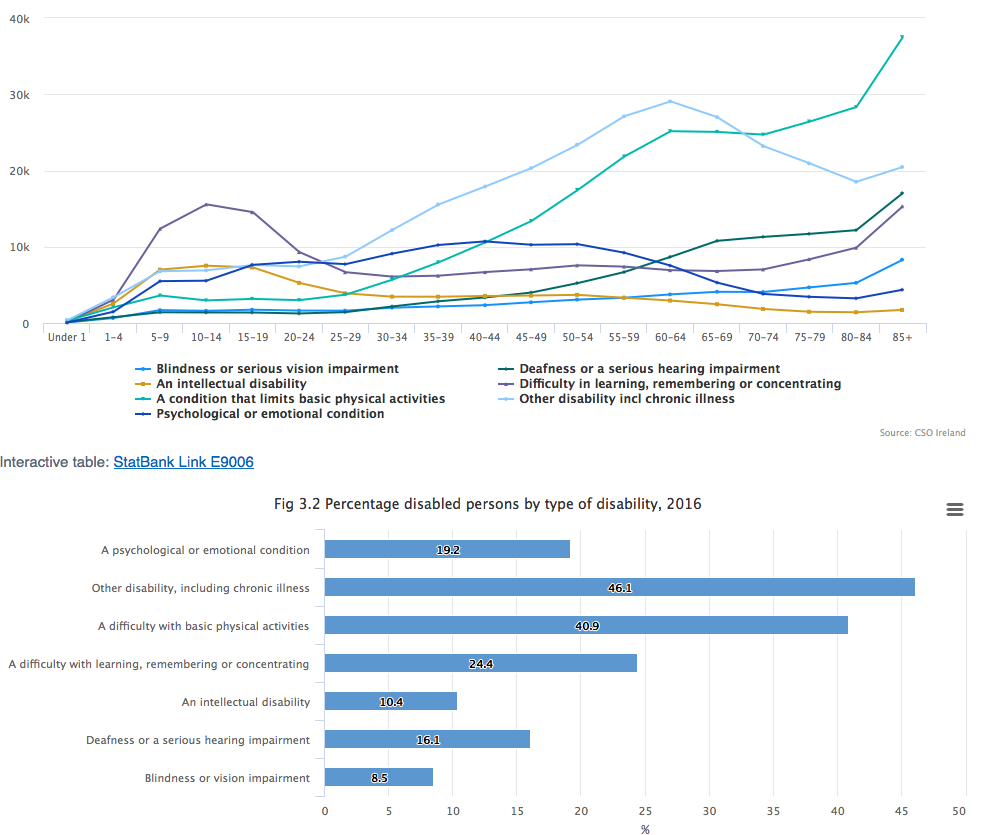 40k
30k
20k
10k
0
Under 1 1–4 5–9 10–14 15–19 20–24 25–29 30–34 35–39 40–44 45–49 50–54 55–59 60–64 65–69 70–74 75–79 80–84 85+
Blindness or serious vision impairment Deafness or a serious hearing impairment
An intellectual disability Difficulty in learning, remembering or concentrating
A condition that limits basic physical activities Other disability incl chronic illness
Psychological or emotional condition
Source: CSO Ireland
Interactive table: StatBank Link E9006
Fig 3.2 Percentage disabled persons by type of disability, 2016
A psychological or emotional condition 19.2
Other disability, including chronic illness 46.1
A difficulty with basic physical activities 40.9
A difficulty with learning, remembering or concentrating 24.4
An intellectual disability 10.4
Deafness or a serious hearing impairment 16.1
Blindness or vision impairment 8.5
0 5 10 15 20 25 30 35 40 45 50
%